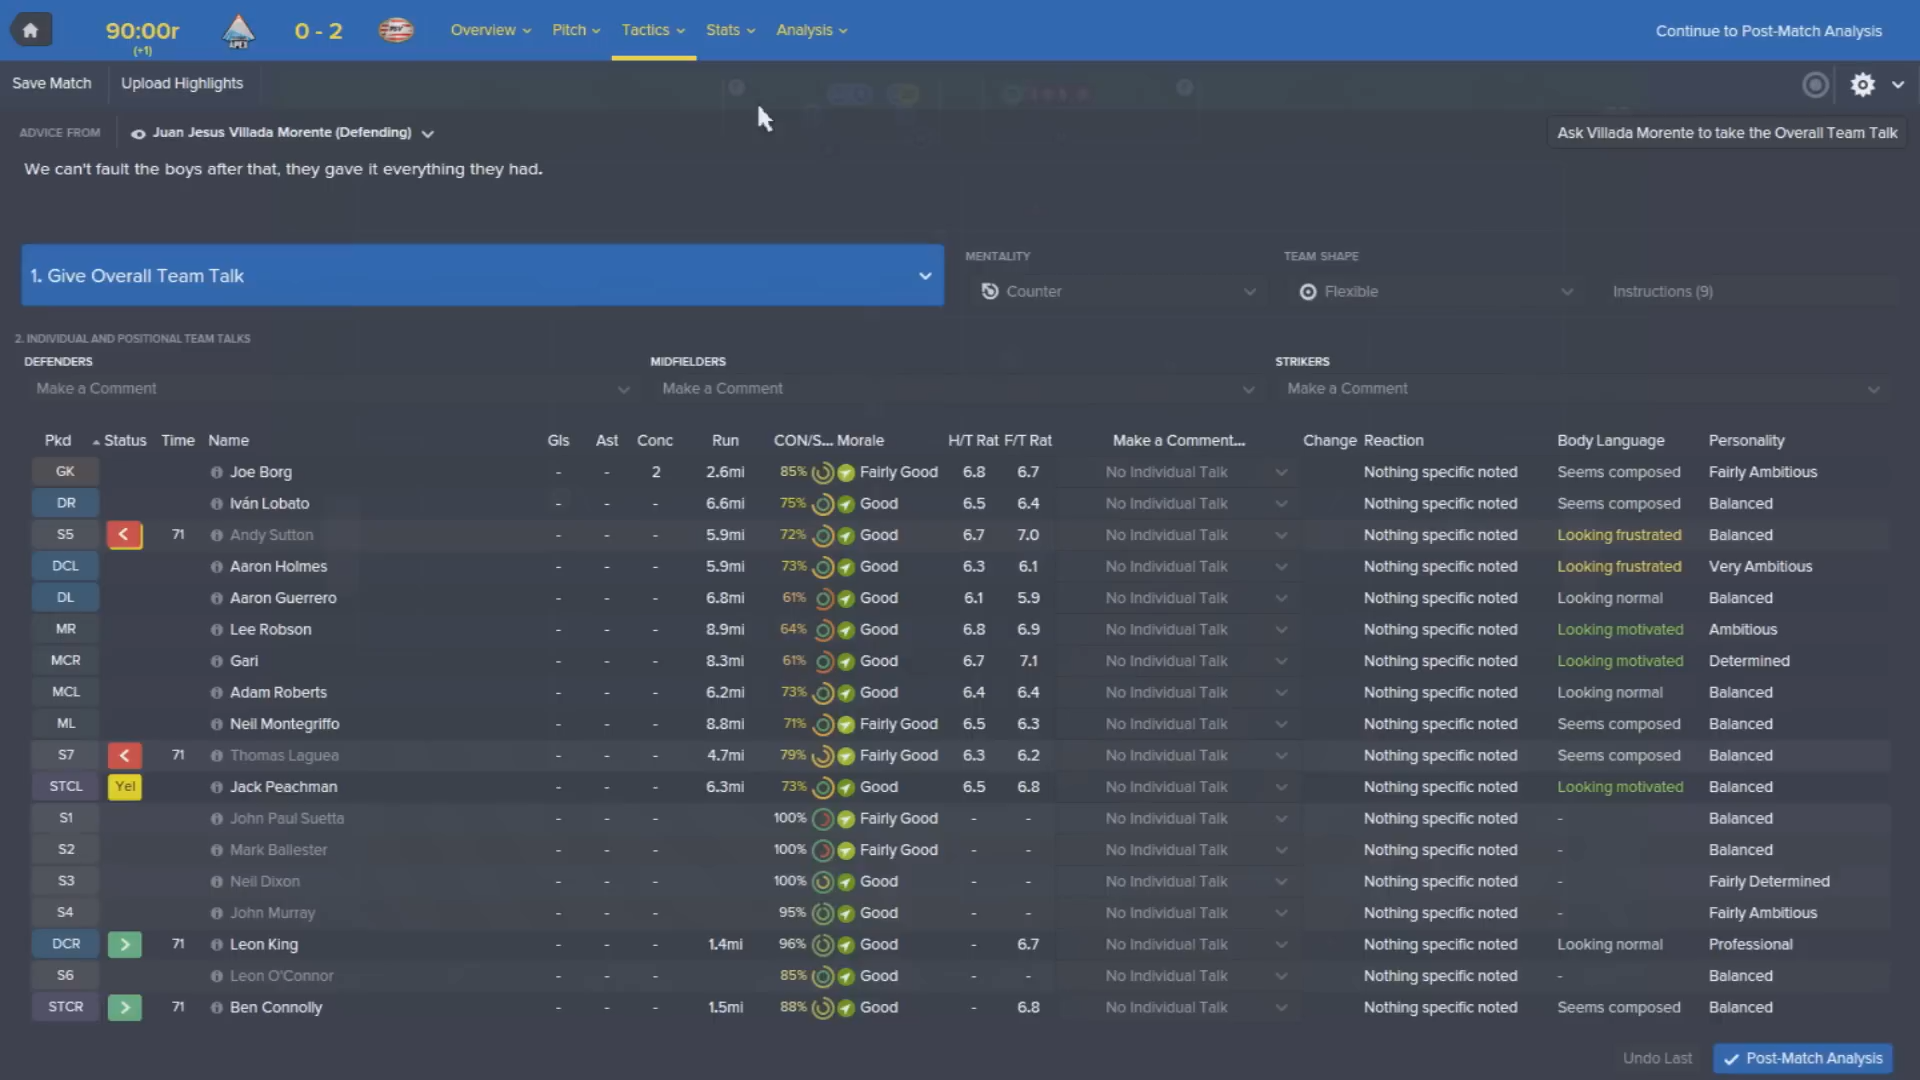 90:00r
(+1)
APEX
0 - 2
PSV
Overview
Pitch
Tactics
Stats
Analysis
Continue to Post-Match Analysis
Save Match
Upload Highlights
ADVICE FROM
Juan Jesus Villada Morente (Defending)
Ask Villada Morente to take the Overall Team Talk
We can't fault the boys after that, they gave it everything they had.
1. Give Overall Team Talk
MENTALITY
Counter
TEAM SHAPE
Flexible
Instructions (9)
2. INDIVIDUAL AND POSITIONAL TEAM TALKS
DEFENDERS
Make a Comment
MIDFIELDERS
Make a Comment
STRIKERS
Make a Comment
Pkd Status Time Name Gls Ast Conc Run CON/S... Morale H/T Rat F/T Rat Make a Comment... Change Reaction Body Language Personality
GK Joe Borg - - 2 2.6mi 85% Fairly Good 6.8 6.7 No Individual Talk Nothing specific noted Seems composed Fairly Ambitious
DR Iván Lobato - - - 6.6mi 75% Good 6.5 6.4 No Individual Talk Nothing specific noted Seems composed Balanced
S5 71 Andy Sutton - - - 5.9mi 72% Good 6.7 7.0 No Individual Talk Nothing specific noted Looking frustrated Balanced
DCL Aaron Holmes - - - 5.9mi 73% Good 6.3 6.1 No Individual Talk Nothing specific noted Looking frustrated Very Ambitious
DL Aaron Guerrero - - - 6.8mi 61% Good 6.1 5.9 No Individual Talk Nothing specific noted Looking normal Balanced
MR Lee Robson - - - 8.9mi 64% Good 6.8 6.9 No Individual Talk Nothing specific noted Looking motivated Ambitious
MCR Gari - - - 8.3mi 61% Good 6.7 7.1 No Individual Talk Nothing specific noted Looking motivated Determined
MCL Adam Roberts - - - 6.2mi 73% Good 6.4 6.4 No Individual Talk Nothing specific noted Looking normal Balanced
ML Neil Montegriffo - - - 8.8mi 71% Fairly Good 6.5 6.3 No Individual Talk Nothing specific noted Seems composed Balanced
S7 71 Thomas Laguea - - - 4.7mi 79% Fairly Good 6.3 6.2 No Individual Talk Nothing specific noted Seems composed Balanced
STCL Yel Jack Peachman - - - 6.3mi 73% Good 6.5 6.8 No Individual Talk Nothing specific noted Looking motivated Balanced
S1 John Paul Suetta - - - 100% Fairly Good - - No Individual Talk Nothing specific noted - Balanced
S2 Mark Ballester - - - 100% Fairly Good - - No Individual Talk Nothing specific noted - Balanced
S3 Neil Dixon - - - 100% Good - - No Individual Talk Nothing specific noted - Fairly Determined
S4 John Murray - - - 95% Good - - No Individual Talk Nothing specific noted - Fairly Ambitious
DCR 71 Leon King - - - 1.4mi 96% Good - 6.7 No Individual Talk Nothing specific noted Looking normal Professional
S6 Leon O'Connor - - - 85% Good - - No Individual Talk Nothing specific noted - Balanced
STCR 71 Ben Connolly - - - 1.5mi 88% Good - 6.8 No Individual Talk Nothing specific noted Seems composed Balanced
Undo Last
Post-Match Analysis